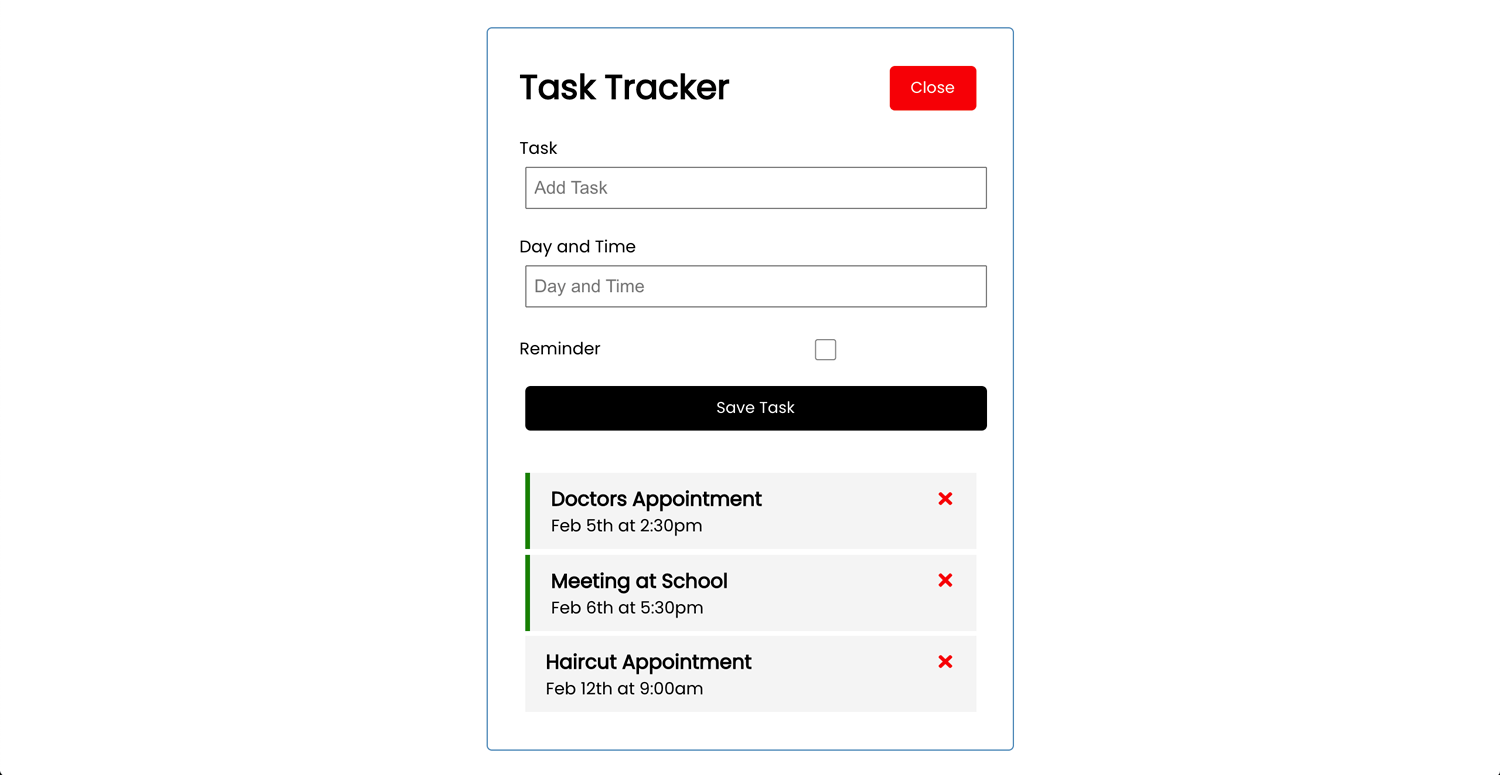 Task Tracker
Close
Task
Add Task
Day and Time
Day and Time
Reminder
Save Task
Doctors Appointment
Feb 5th at 2:30pm
Meeting at School
Feb 6th at 5:30pm
Haircut Appointment
Feb 12th at 9:00am